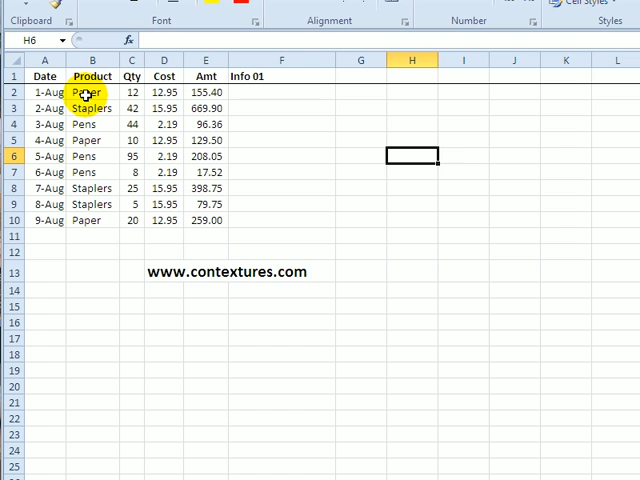 Cell Styles
Clipboard Font Alignment Number Styles
H6 fx
A B C D E F G H I J K L
1 Date Product Qty Cost Amt Info 01
2 1-Aug Paper 12 12.95 155.40
3 2-Aug Staplers 42 15.95 669.90
4 3-Aug Pens 44 2.19 96.36
5 4-Aug Paper 10 12.95 129.50
6 5-Aug Pens 95 2.19 208.05
7 6-Aug Pens 8 2.19 17.52
8 7-Aug Staplers 25 15.95 398.75
9 8-Aug Staplers 5 15.95 79.75
10 9-Aug Paper 20 12.95 259.00
11
12
13 www.contextures.com
14
15
16
17
18
19
20
21
22
23
24
25